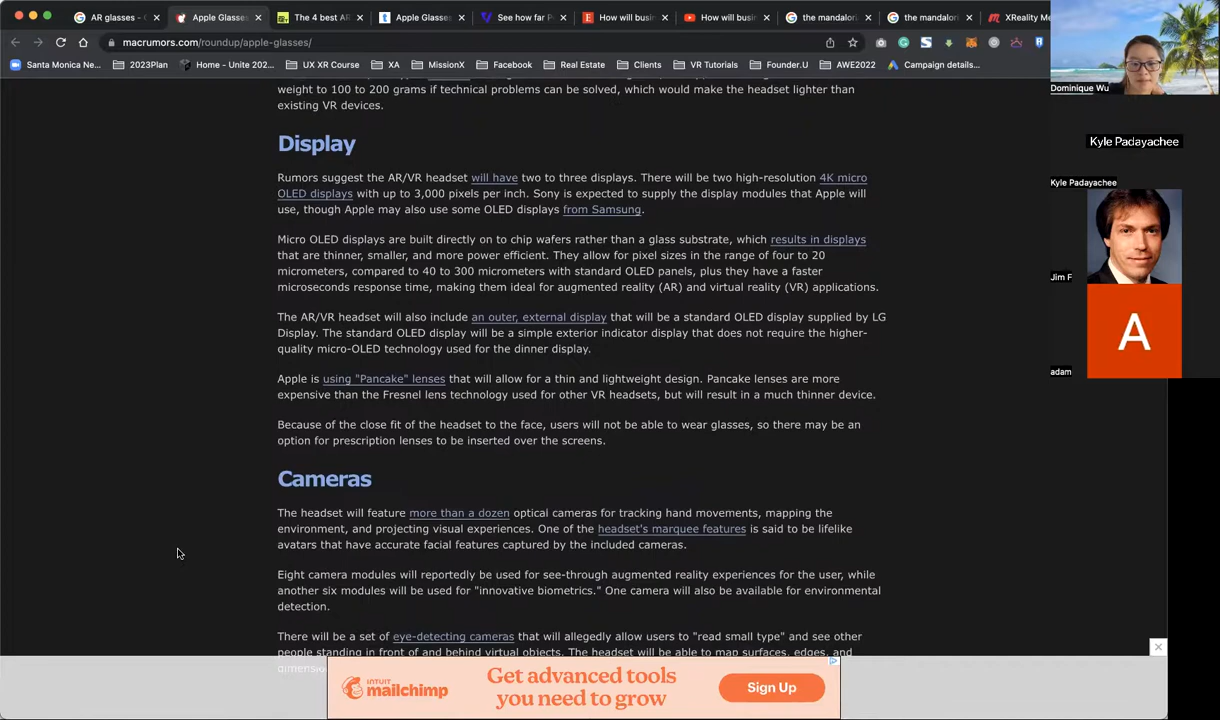 AR glasses - G
Apple Glasses
The 4 best AR
Apple Glasses
See how far P
How will busin
How will busin
the mandalori
the mandalori
XReality Me
macrumors.com/roundup/apple-glasses/
Santa Monica Ne...
2023Plan
Home - Unite 202...
UX XR Course
XA
MissionX
Facebook
Real Estate
Clients
VR Tutorials
Founder.U
AWE2022
Campaign details...
weight to 100 to 200 grams if technical problems can be solved, which would make the headset lighter than
existing VR devices.
Display
Rumors suggest the AR/VR headset will have two to three displays. There will be two high-resolution 4K micro
OLED displays with up to 3,000 pixels per inch. Sony is expected to supply the display modules that Apple will
use, though Apple may also use some OLED displays from Samsung.
Micro OLED displays are built directly on to chip wafers rather than a glass substrate, which results in displays
that are thinner, smaller, and more power efficient. They allow for pixel sizes in the range of four to 20
micrometers, compared to 40 to 300 micrometers with standard OLED panels, plus they have a faster
microseconds response time, making them ideal for augmented reality (AR) and virtual reality (VR) applications.
The AR/VR headset will also include an outer, external display that will be a standard OLED display supplied by LG
Display. The standard OLED display will be a simple exterior indicator display that does not require the higher-
quality micro-OLED technology used for the dinner display.
Apple is using "Pancake" lenses that will allow for a thin and lightweight design. Pancake lenses are more
expensive than the Fresnel lens technology used for other VR headsets, but will result in a much thinner device.
Because of the close fit of the headset to the face, users will not be able to wear glasses, so there may be an
option for prescription lenses to be inserted over the screens.
Cameras
The headset will feature more than a dozen optical cameras for tracking hand movements, mapping the
environment, and projecting visual experiences. One of the headset's marquee features is said to be lifelike
avatars that have accurate facial features captured by the included cameras.
Eight camera modules will reportedly be used for see-through augmented reality experiences for the user, while
another six modules will be used for "innovative biometrics." One camera will also be available for environmental
detection.
There will be a set of eye-detecting cameras that will allegedly allow users to "read small type" and see other
people standing in front of and behind virtual objects. The headset will be able to map surfaces, edges, and
INTUIT
mailchimp
Get advanced tools
you need to grow
Sign Up
Dominique Wu
Kyle Padayachee
Kyle Padayachee
Jim F
A
adam